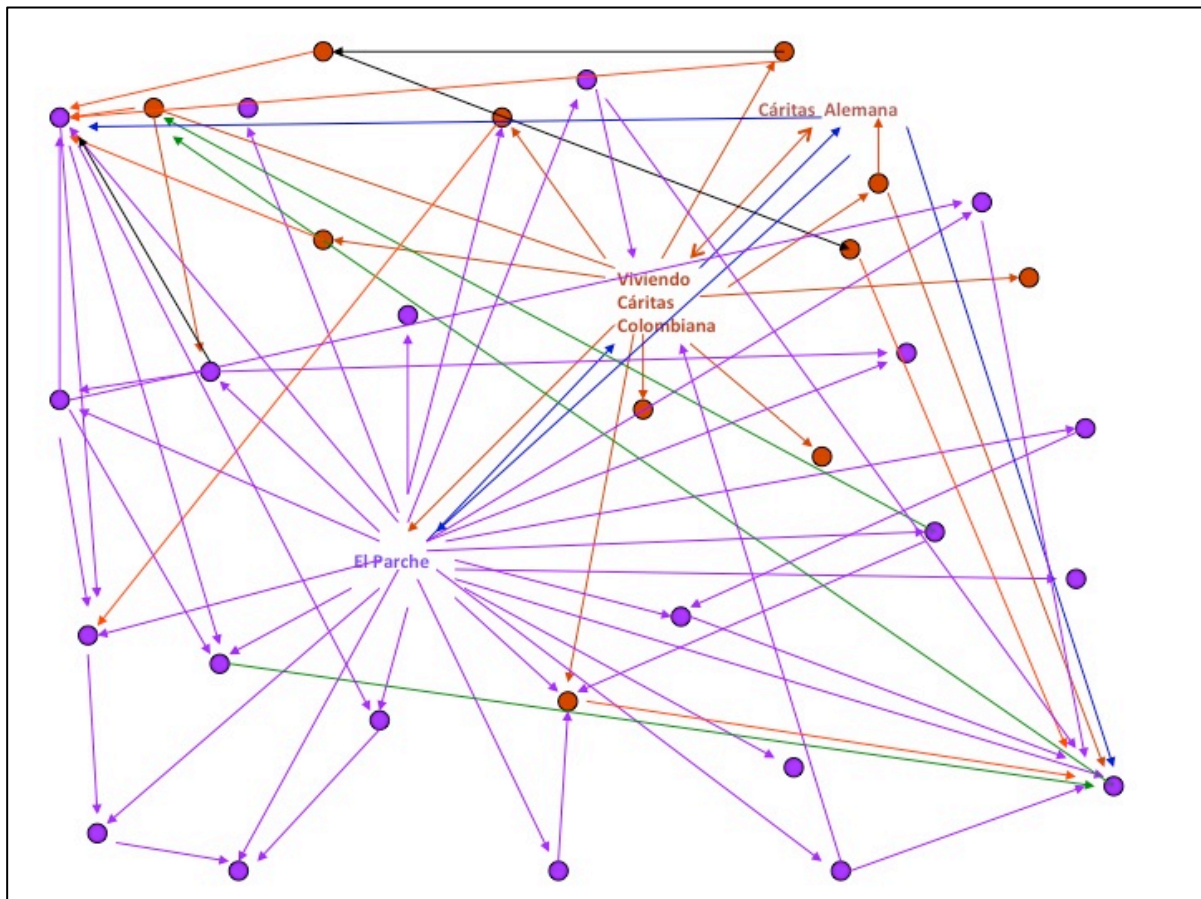 Cáritas Alemana
Viviendo
Cáritas
Colombiana
El Parche